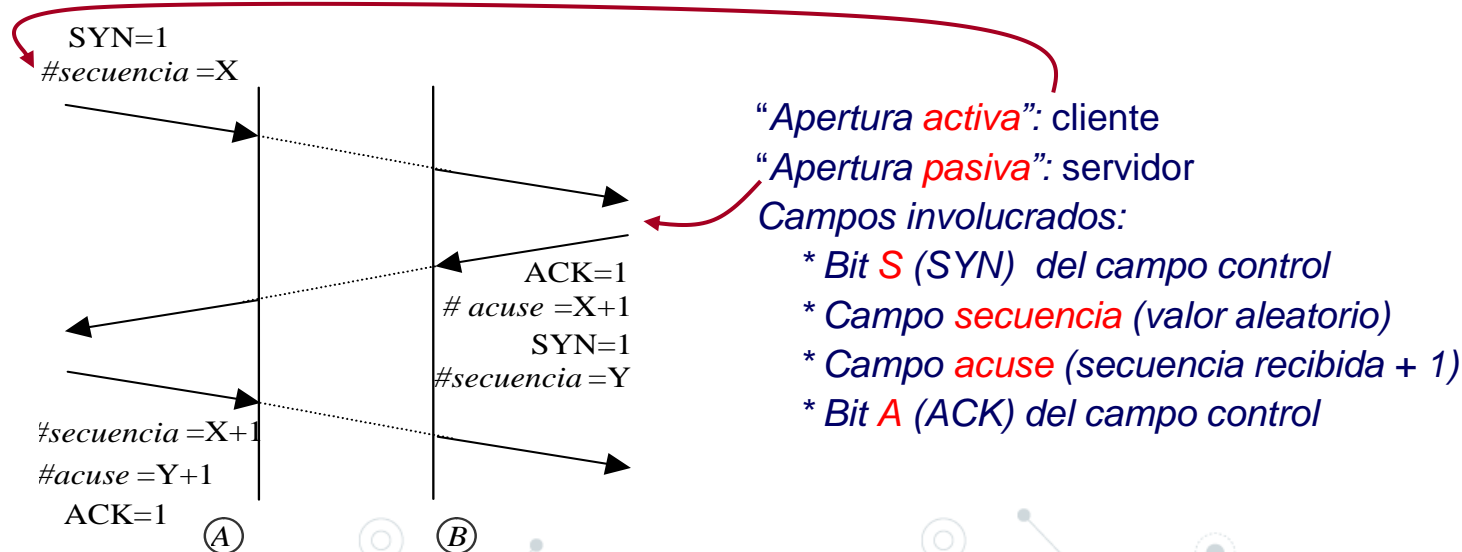 SYN=1
#secuencia =X
“Apertura activa”: cliente
“Apertura pasiva”: servidor
Campos involucrados:
* Bit S (SYN) del campo control
* Campo secuencia (valor aleatorio)
* Campo acuse (secuencia recibida + 1)
* Bit A (ACK) del campo control
ACK=1
# acuse =X+1
SYN=1
#secuencia =Y
#secuencia =X+1
#acuse =Y+1
ACK=1
A
B